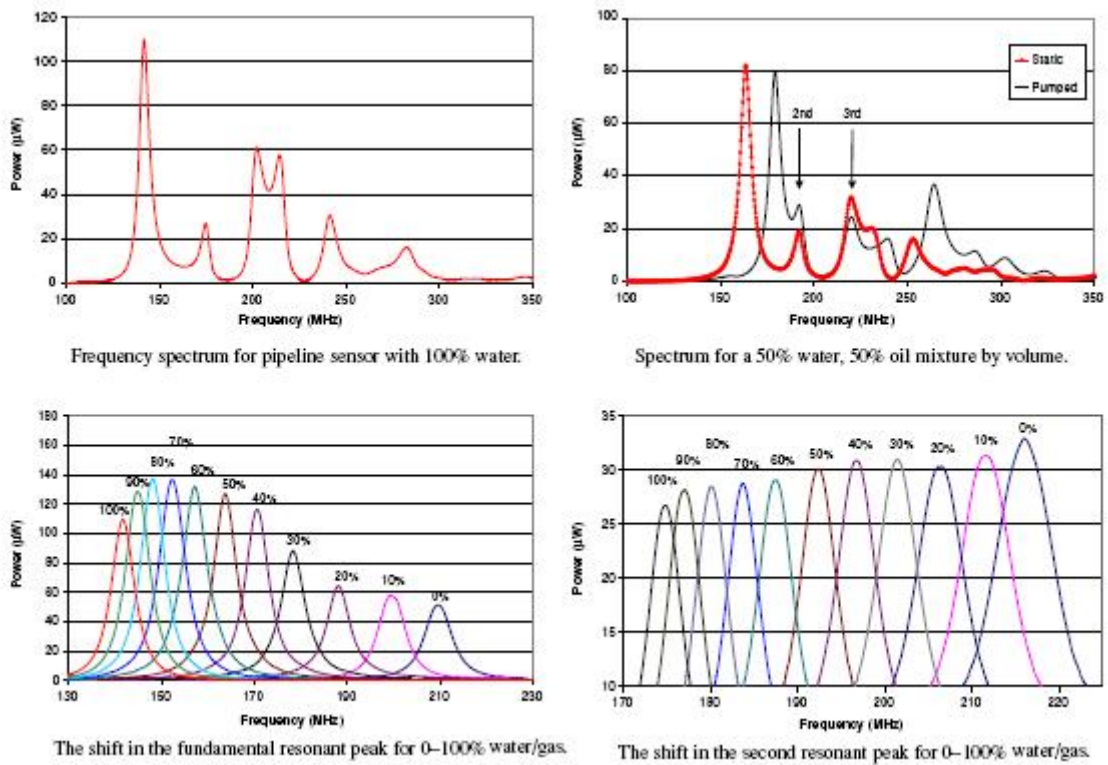 120
100
80
60
40
20
0
Power (µW)
100 150 200 250 300 350
Frequency (MHz)
Frequency spectrum for pipeline sensor with 100% water.
100
80
60
40
20
0
Power (µW)
Static
Pumped
2nd
3rd
100 150 200 250 300 350
Frequency (MHz)
Spectrum for a 50% water, 50% oil mixture by volume.
180
160
140
120
100
80
60
40
20
0
Power (µW)
100%
90%
80%
70%
60%
50%
40%
30%
20%
10%
0%
130 150 170 190 210 230
Frequency (MHz)
The shift in the fundamental resonant peak for 0–100% water/gas.
35
30
25
20
15
10
Power (µW)
100%
90%
80%
70%
60%
50%
40%
30%
20%
10%
0%
170 180 190 200 210 220
Frequency (MHz)
The shift in the second resonant peak for 0–100% water/gas.